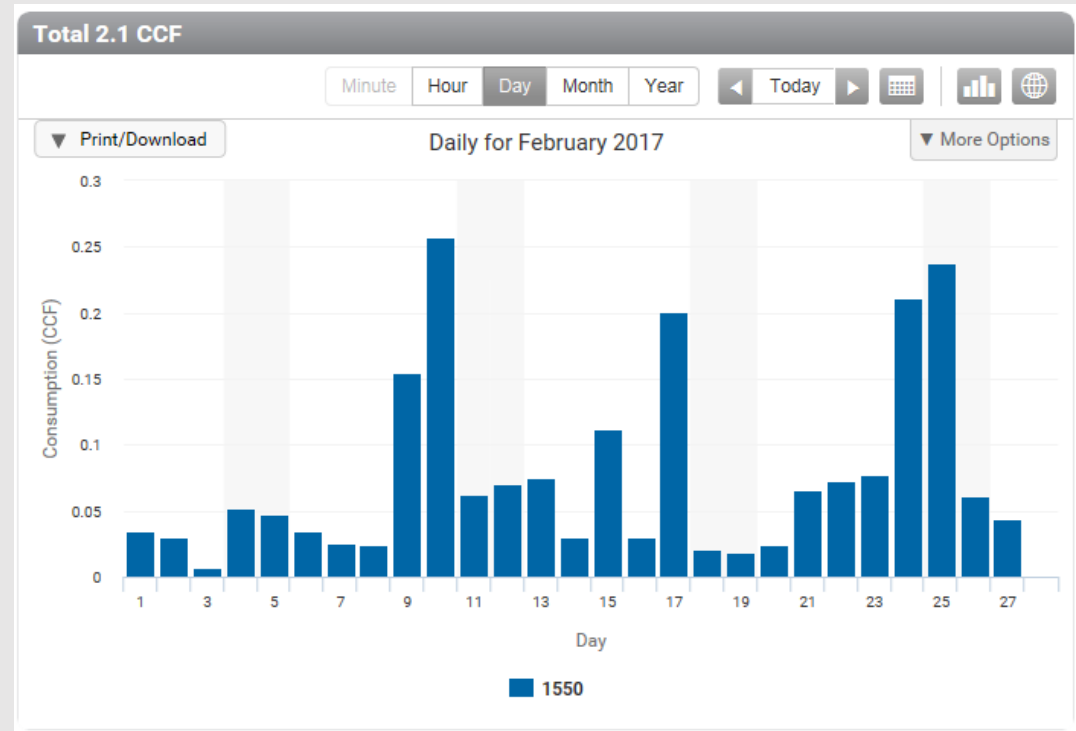 Total 2.1 CCF
Minute Hour Day Month Year Today
Print/Download Daily for February 2017 More Options
0.3
0.25
0.2
0.15
0.1
0.05
0
Consumption (CCF)
1 3 5 7 9 11 13 15 17 19 21 23 25 27
Day
1550